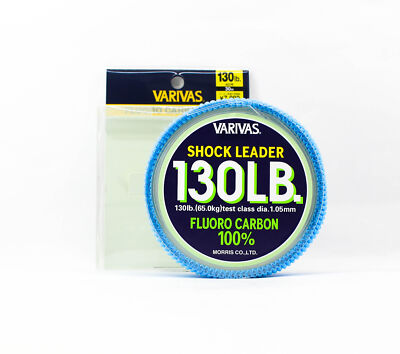 130lb.
30m
VARIVAS
VARIVAS.
SHOCK LEADER
130LB.
130lb.(65.0kg)test class dia.1.05mm
FLUORO CARBON
100%
MORRIS CO.,LTD.